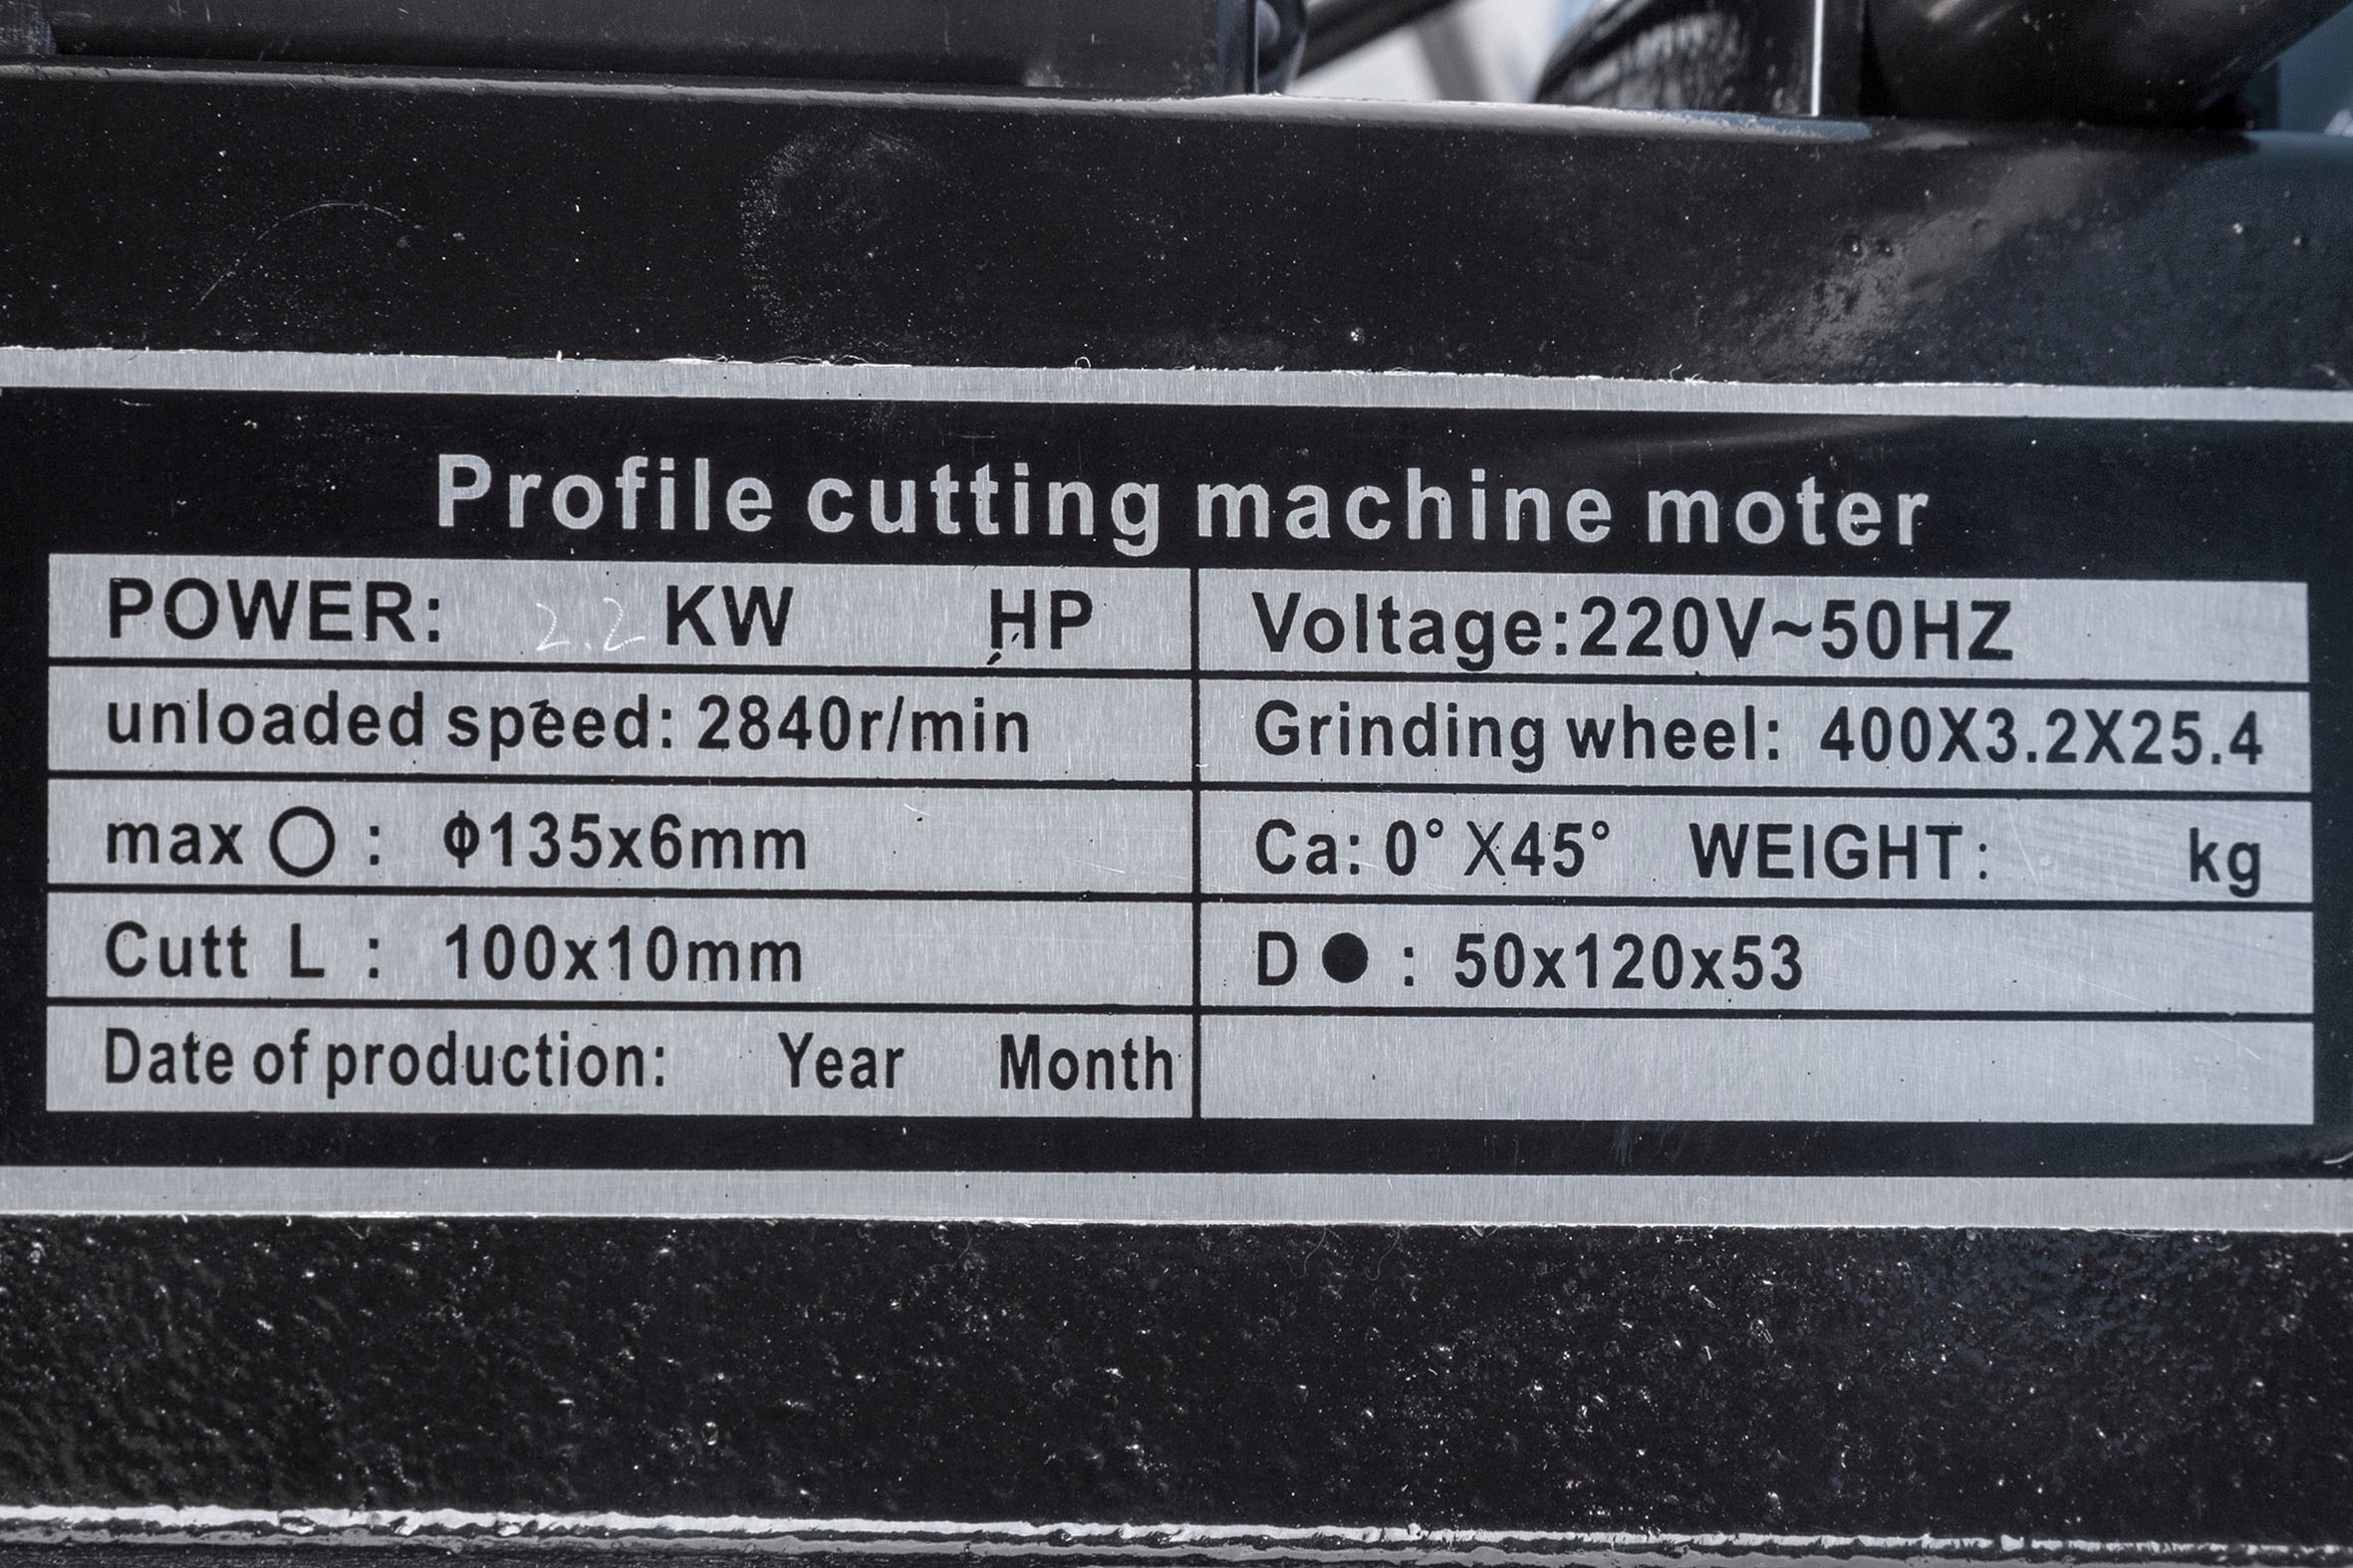 Profile cutting machine moter
POWER: 2.2 KW HP
Voltage:220V~50HZ
unloaded speed: 2840r/min
Grinding wheel: 400X3.2X25.4
max ○ : Φ135x6mm
Ca: 0° X45° WEIGHT: kg
Cutt L : 100x10mm
D ● : 50x120x53
Date of production: Year Month